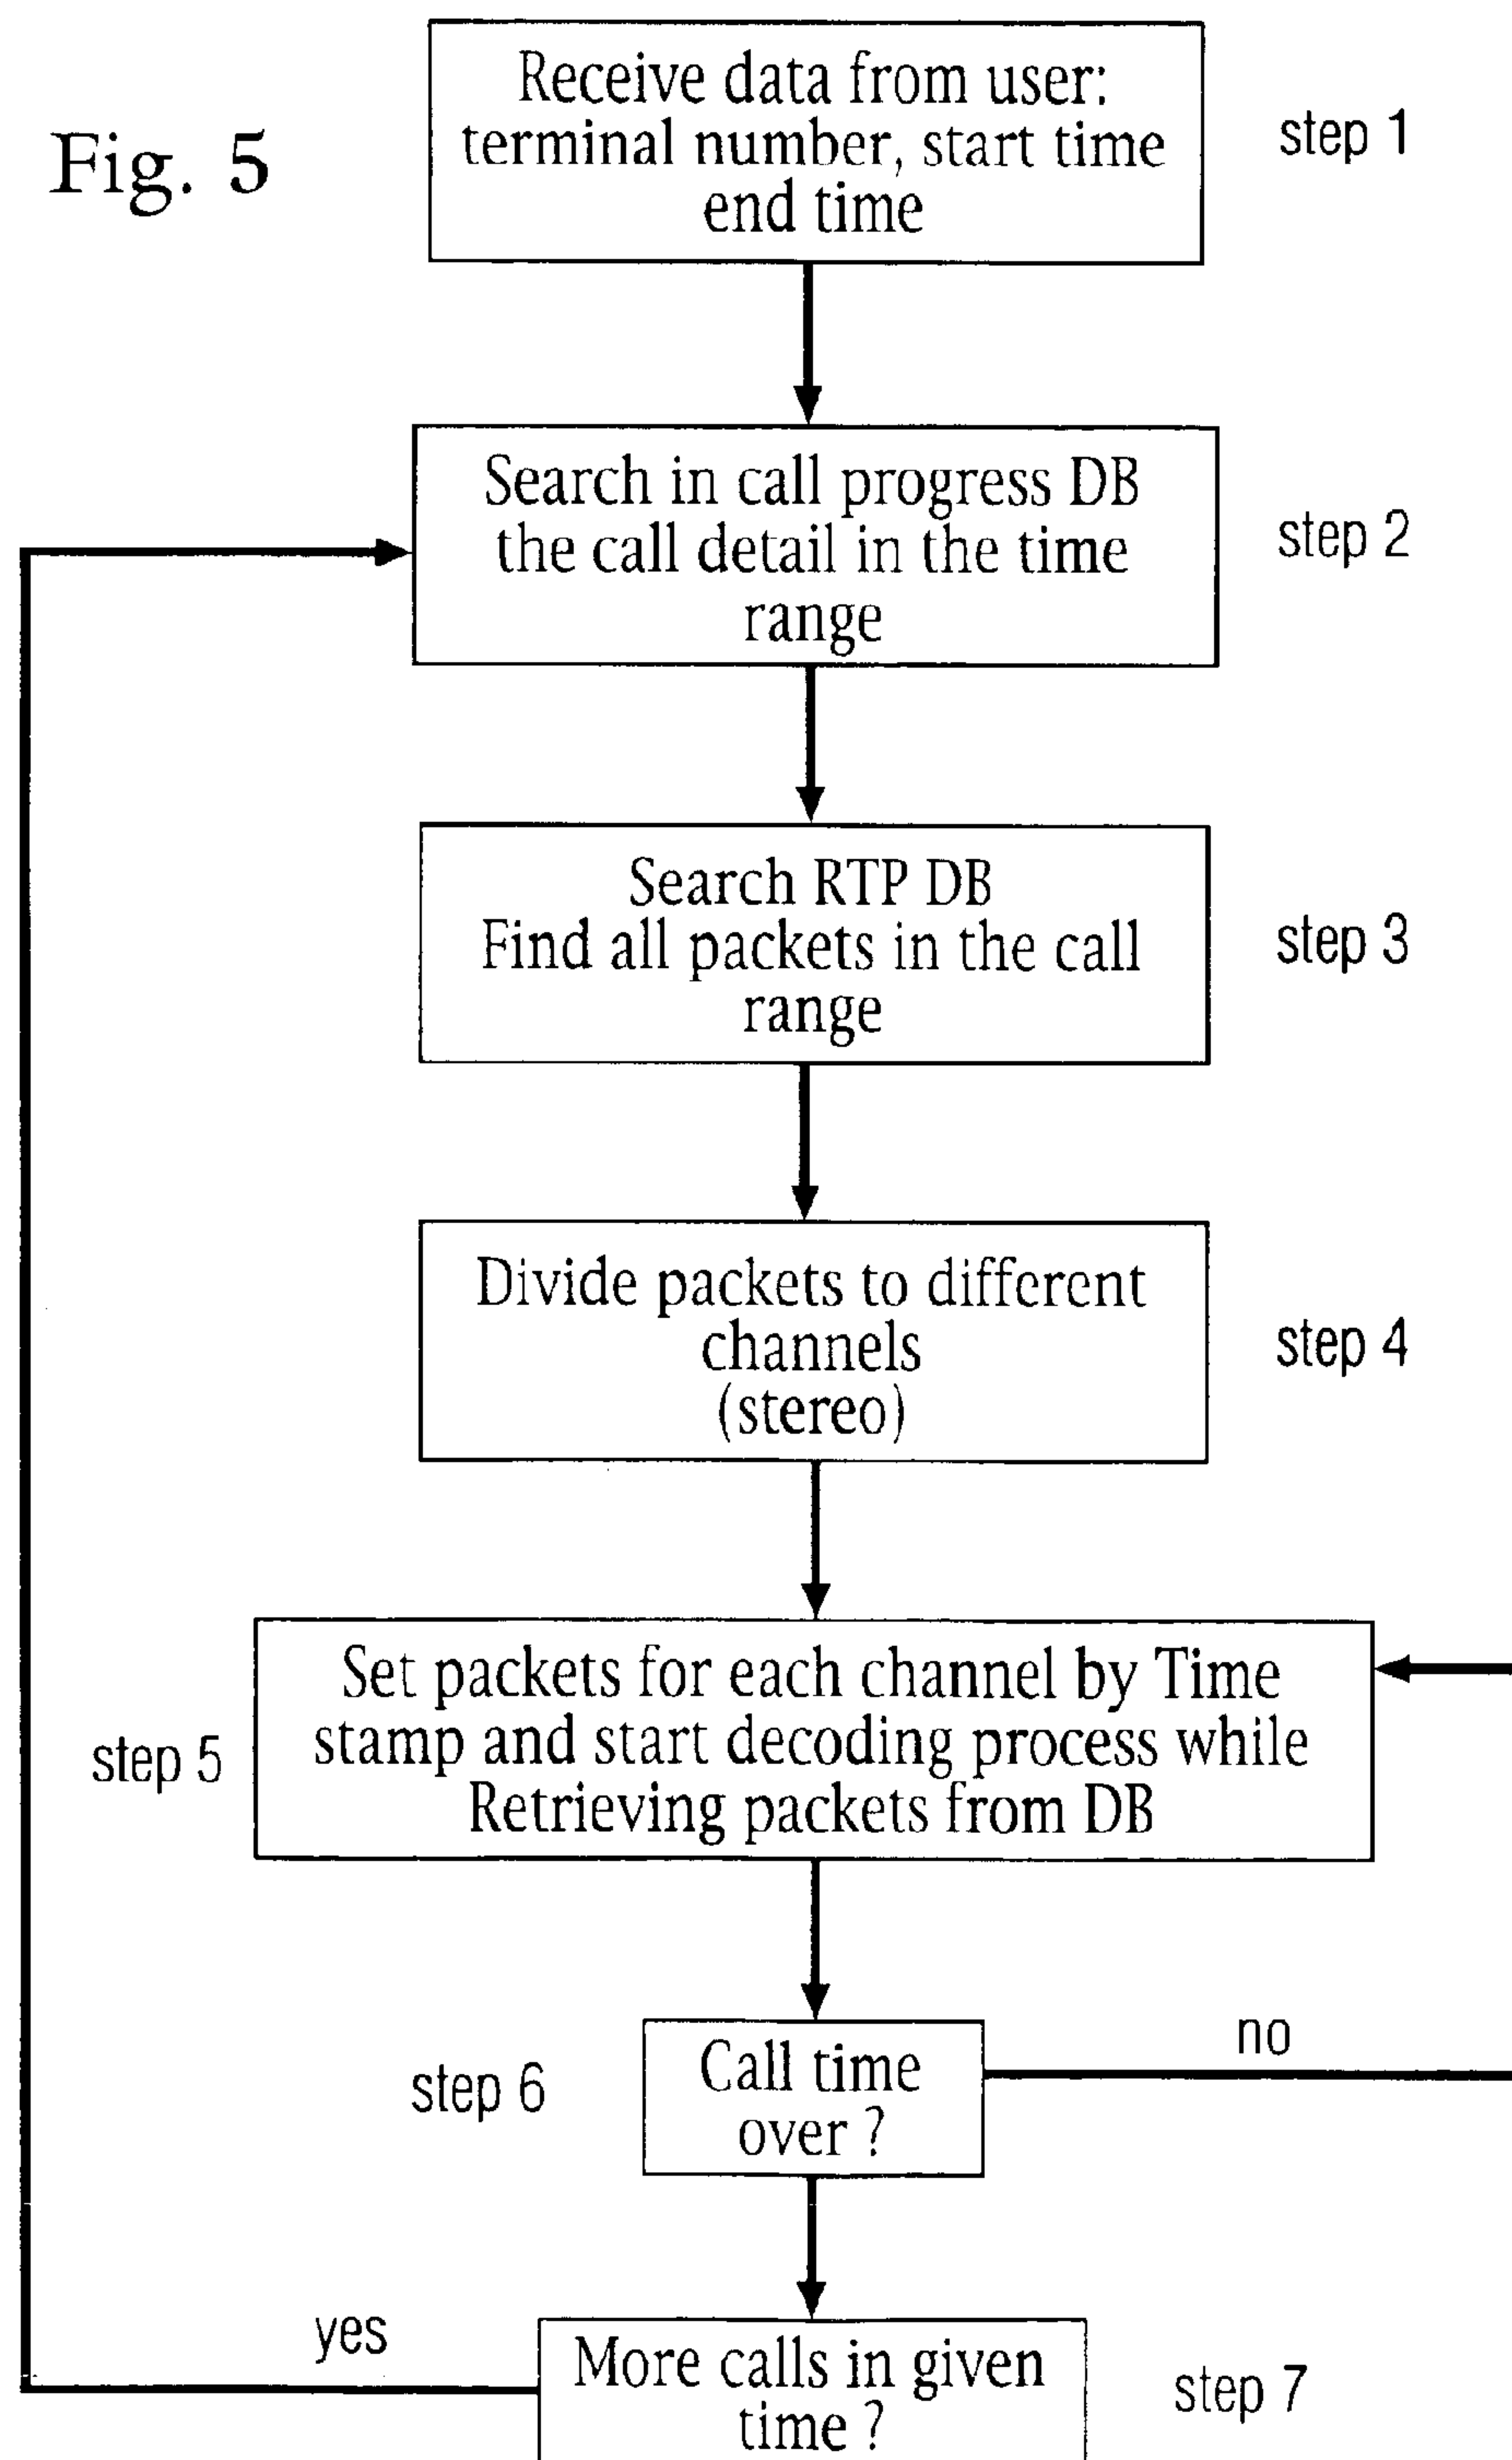 Fig. 5
Receive data from user:
terminal number, start time
end time
step 1
Search in call progress DB
the call detail in the time
range
step 2
Search RTP DB
Find all packets in the call
range
step 3
Divide packets to different
channels
(stereo)
step 4
Set packets for each channel by Time
stamp and start decoding process while
Retrieving packets from DB
step 5
Call time
over ?
step 6
no
More calls in given
time ?
step 7
yes